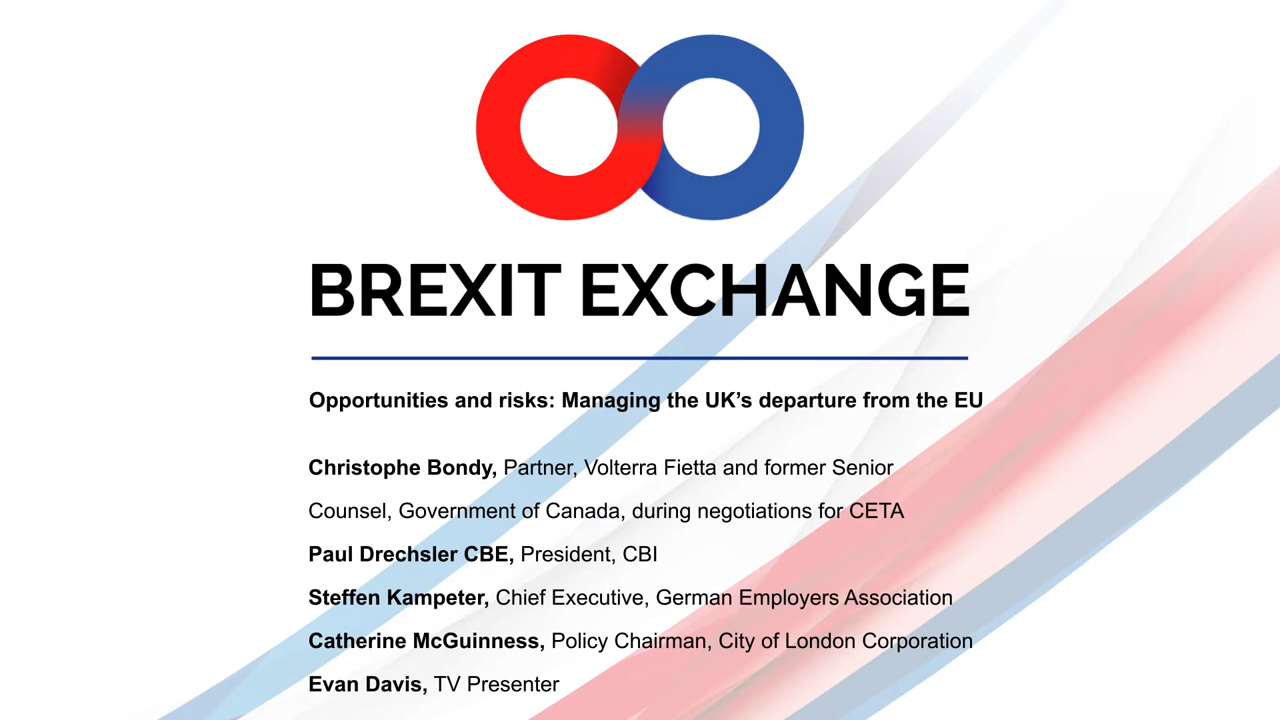 BREXIT EXCHANGE
Opportunities and risks: Managing the UK’s departure from the EU
Christophe Bondy, Partner, Volterra Fietta and former Senior
Counsel, Government of Canada, during negotiations for CETA
Paul Drechsler CBE, President, CBI
Steffen Kampeter, Chief Executive, German Employers Association
Catherine McGuinness, Policy Chairman, City of London Corporation
Evan Davis, TV Presenter